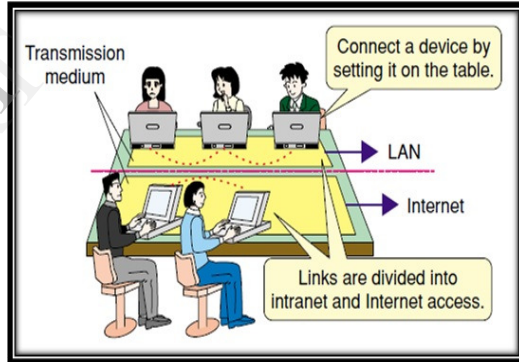 Transmission
medium
Connect a device by
setting it on the table.
LAN
Internet
Links are divided into
intranet and Internet access.